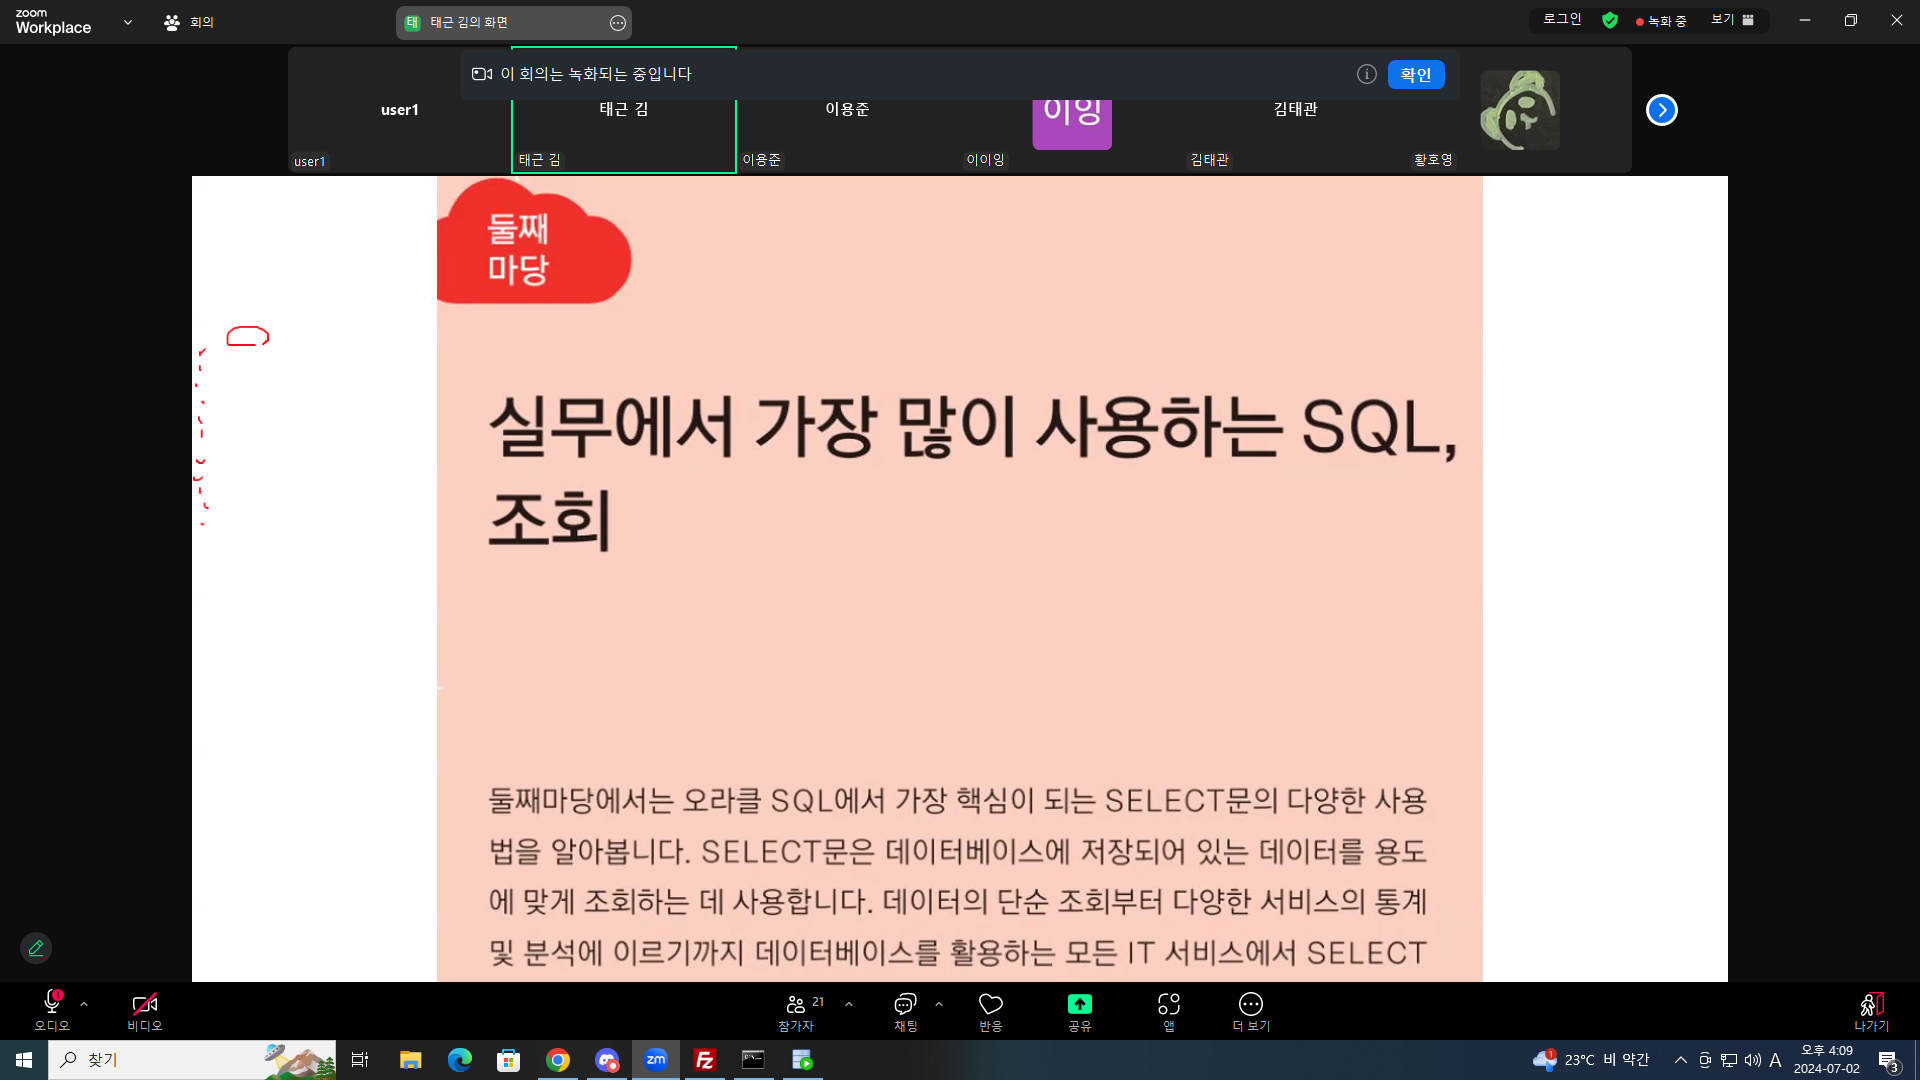 zoom
Workplace
회의
태
태근 김의 화면
로그인
녹화 중
보기
이 회의는 녹화되는 중입니다
확인
user1
태근 김
이용준
이잉
김태관
user1
태근 김
이용준
이이잉
김태관
황호영
둘째
마당
실무에서 가장 많이 사용하는 SQL,
조회
둘째마당에서는 오라클 SQL에서 가장 핵심이 되는 SELECT문의 다양한 사용
법을 알아봅니다. SELECT문은 데이터베이스에 저장되어 있는 데이터를 용도
에 맞게 조회하는 데 사용합니다. 데이터의 단순 조회부터 다양한 서비스의 통계
및 분석에 이르기까지 데이터베이스를 활용하는 모든 IT 서비스에서 SELECT
오디오
비디오
21
참가자
채팅
반응
공유
앱
더 보기
나가기
찾기
zm
Fz
1
23°C 비 약간
A
오후 4:09
2024-07-02
3